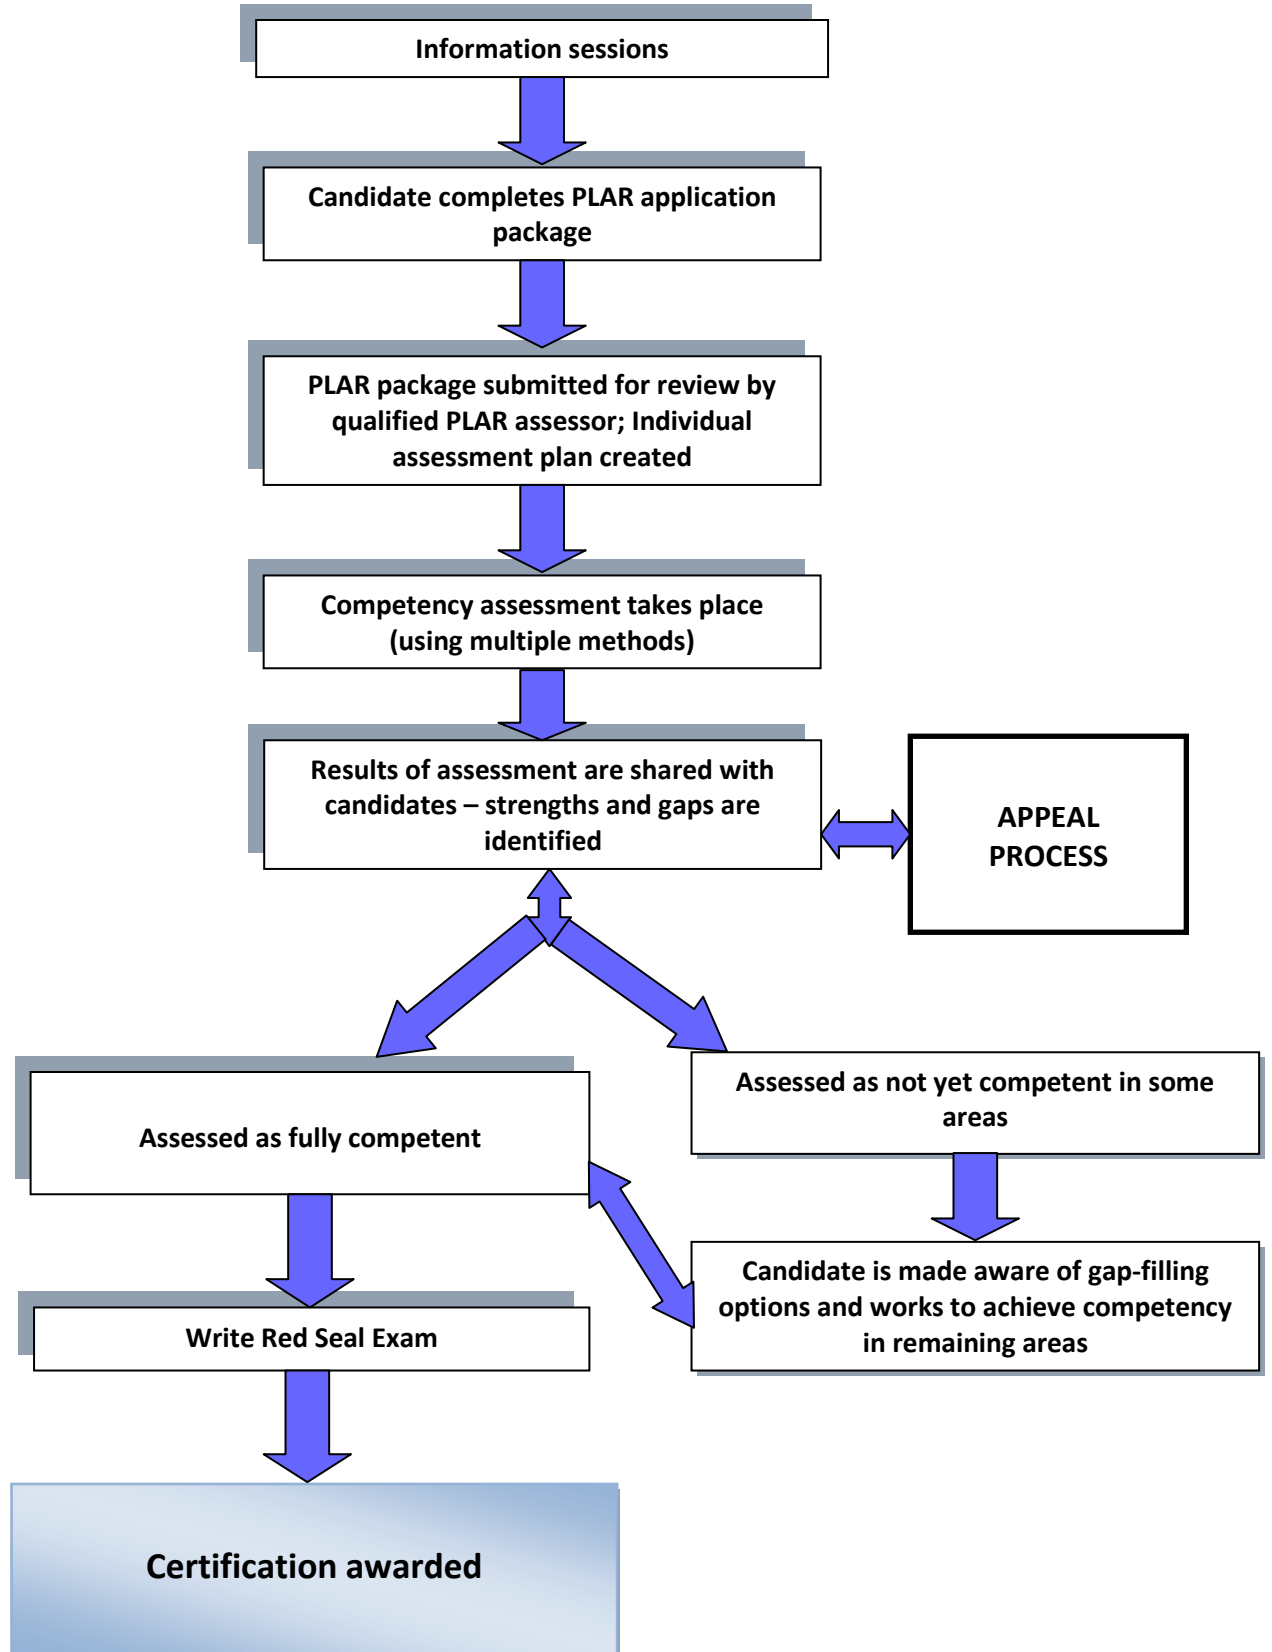 Information sessions
Candidate completes PLAR application
package
PLAR package submitted for review by
qualified PLAR assessor; Individual
assessment plan created
Competency assessment takes place
(using multiple methods)
Results of assessment are shared with
candidates – strengths and gaps are
identified
APPEAL
PROCESS
Assessed as fully competent
Assessed as not yet competent in some
areas
Candidate is made aware of gap-filling
options and works to achieve competency
in remaining areas
Write Red Seal Exam
Certification awarded